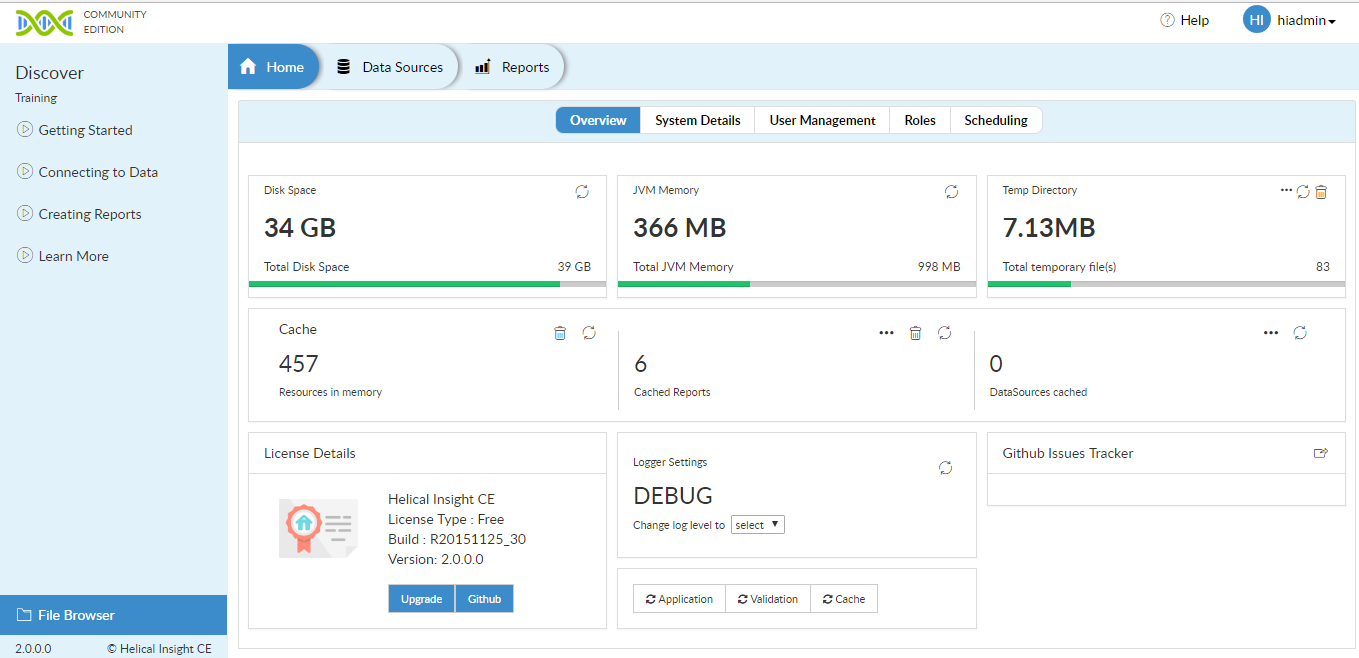 COMMUNITY
EDITION
Help
HI
hiadmin
Discover
Training
Getting Started
Connecting to Data
Creating Reports
Learn More
File Browser
2.0.0.0 © Helical Insight CE
Home Data Sources Reports
Overview System Details User Management Roles Scheduling
Disk Space
34 GB
Total Disk Space 39 GB
JVM Memory
366 MB
Total JVM Memory 998 MB
Temp Directory
7.13MB
Total temporary file(s) 83
Cache
457
Resources in memory
6
Cached Reports
0
DataSources cached
License Details
Helical Insight CE
License Type : Free
Build : R20151125_30
Version: 2.0.0.0
Upgrade Github
Logger Settings
DEBUG
Change log level to select
Application Validation Cache
Github Issues Tracker